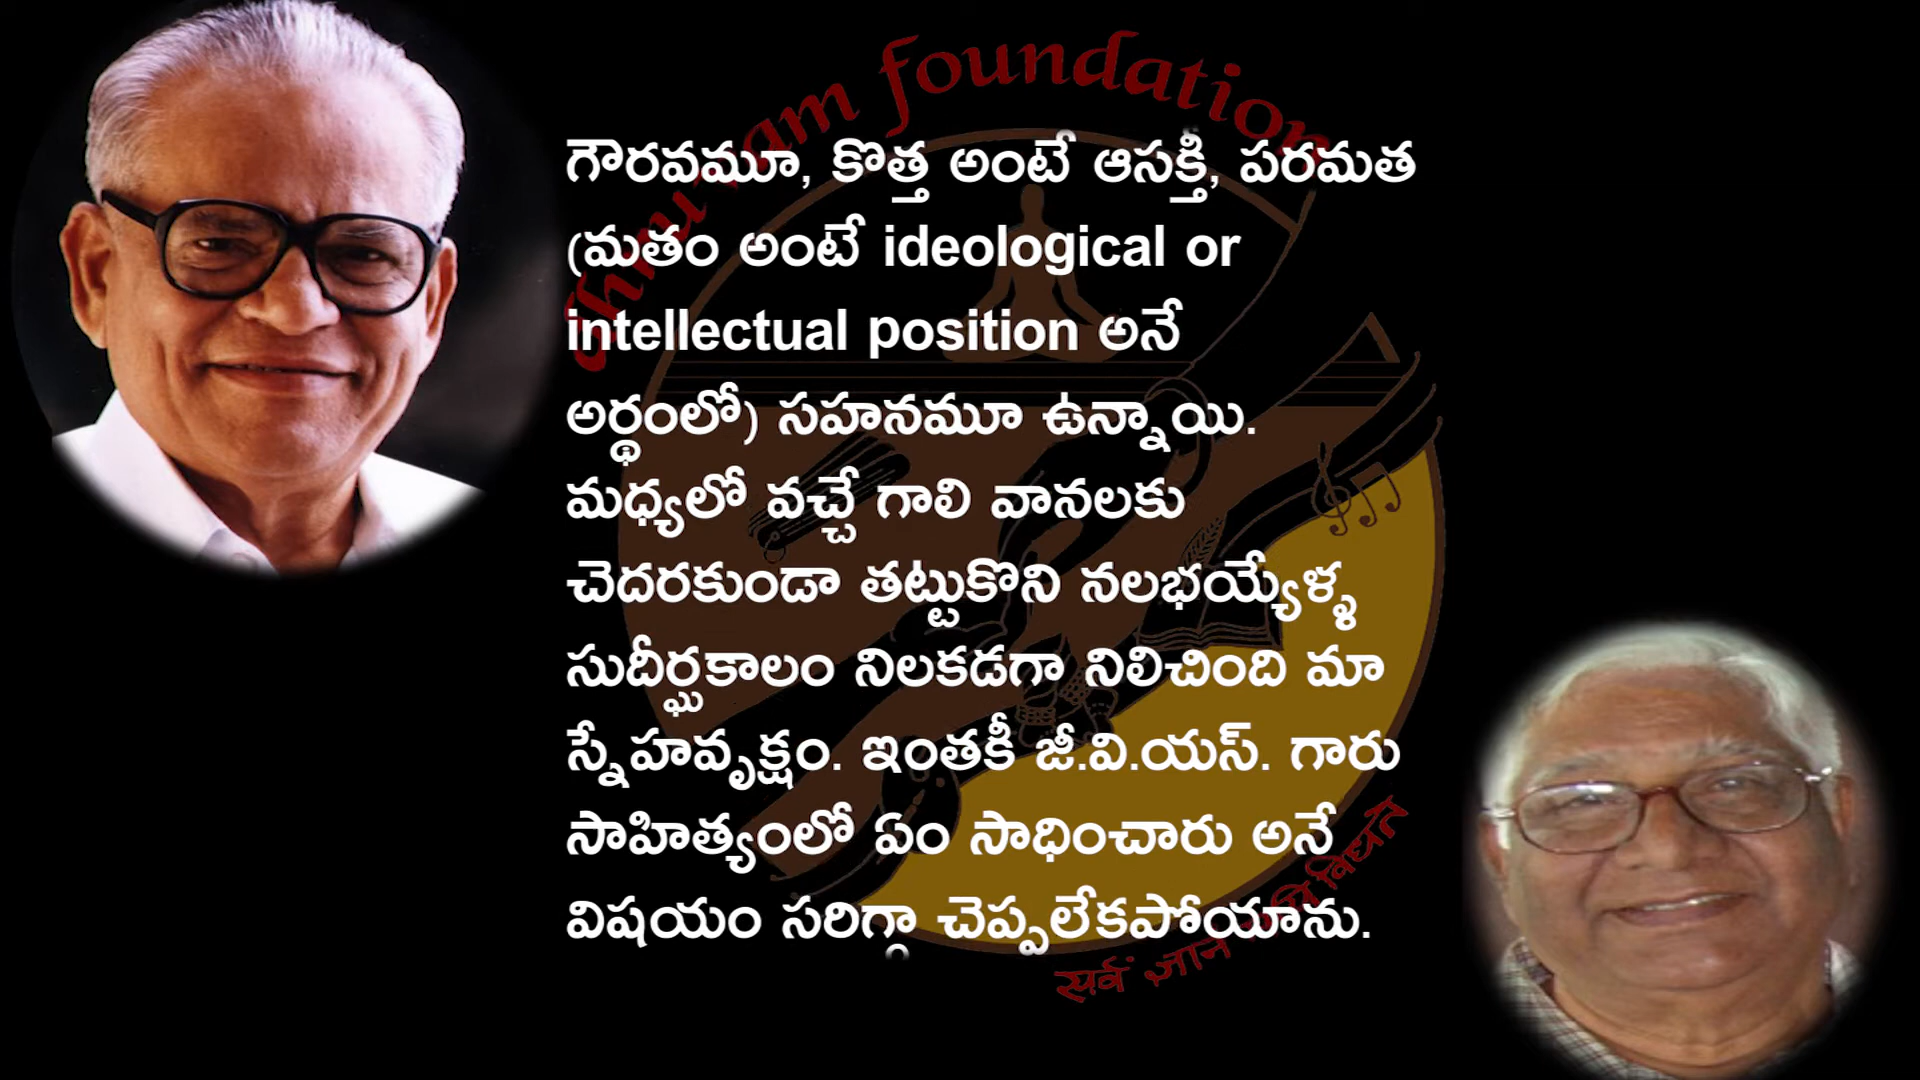 foundation
గౌరవమూ, కొత్త అంటే ఆసక్తీ, పరమత
(మతం అంటే ideological or
intellectual position అనే
అర్థంలో) సహనమూ ఉన్నాయి.
మధ్యలో వచ్చే గాలి వానలకు
చెదరకుండా తట్టుకొని నలభయ్యేళ్ళ
సుదీర్ఘకాలం నిలకడగా నిలిచింది మా
స్నేహవృక్షం. ఇంతకీ జీ.వి.యస్. గారు
సాహిత్యంలో ఏం సాధించారు అనే
విషయం సరిగ్గా చెప్పలేకపోయాను.
सर्वं ज्ञान